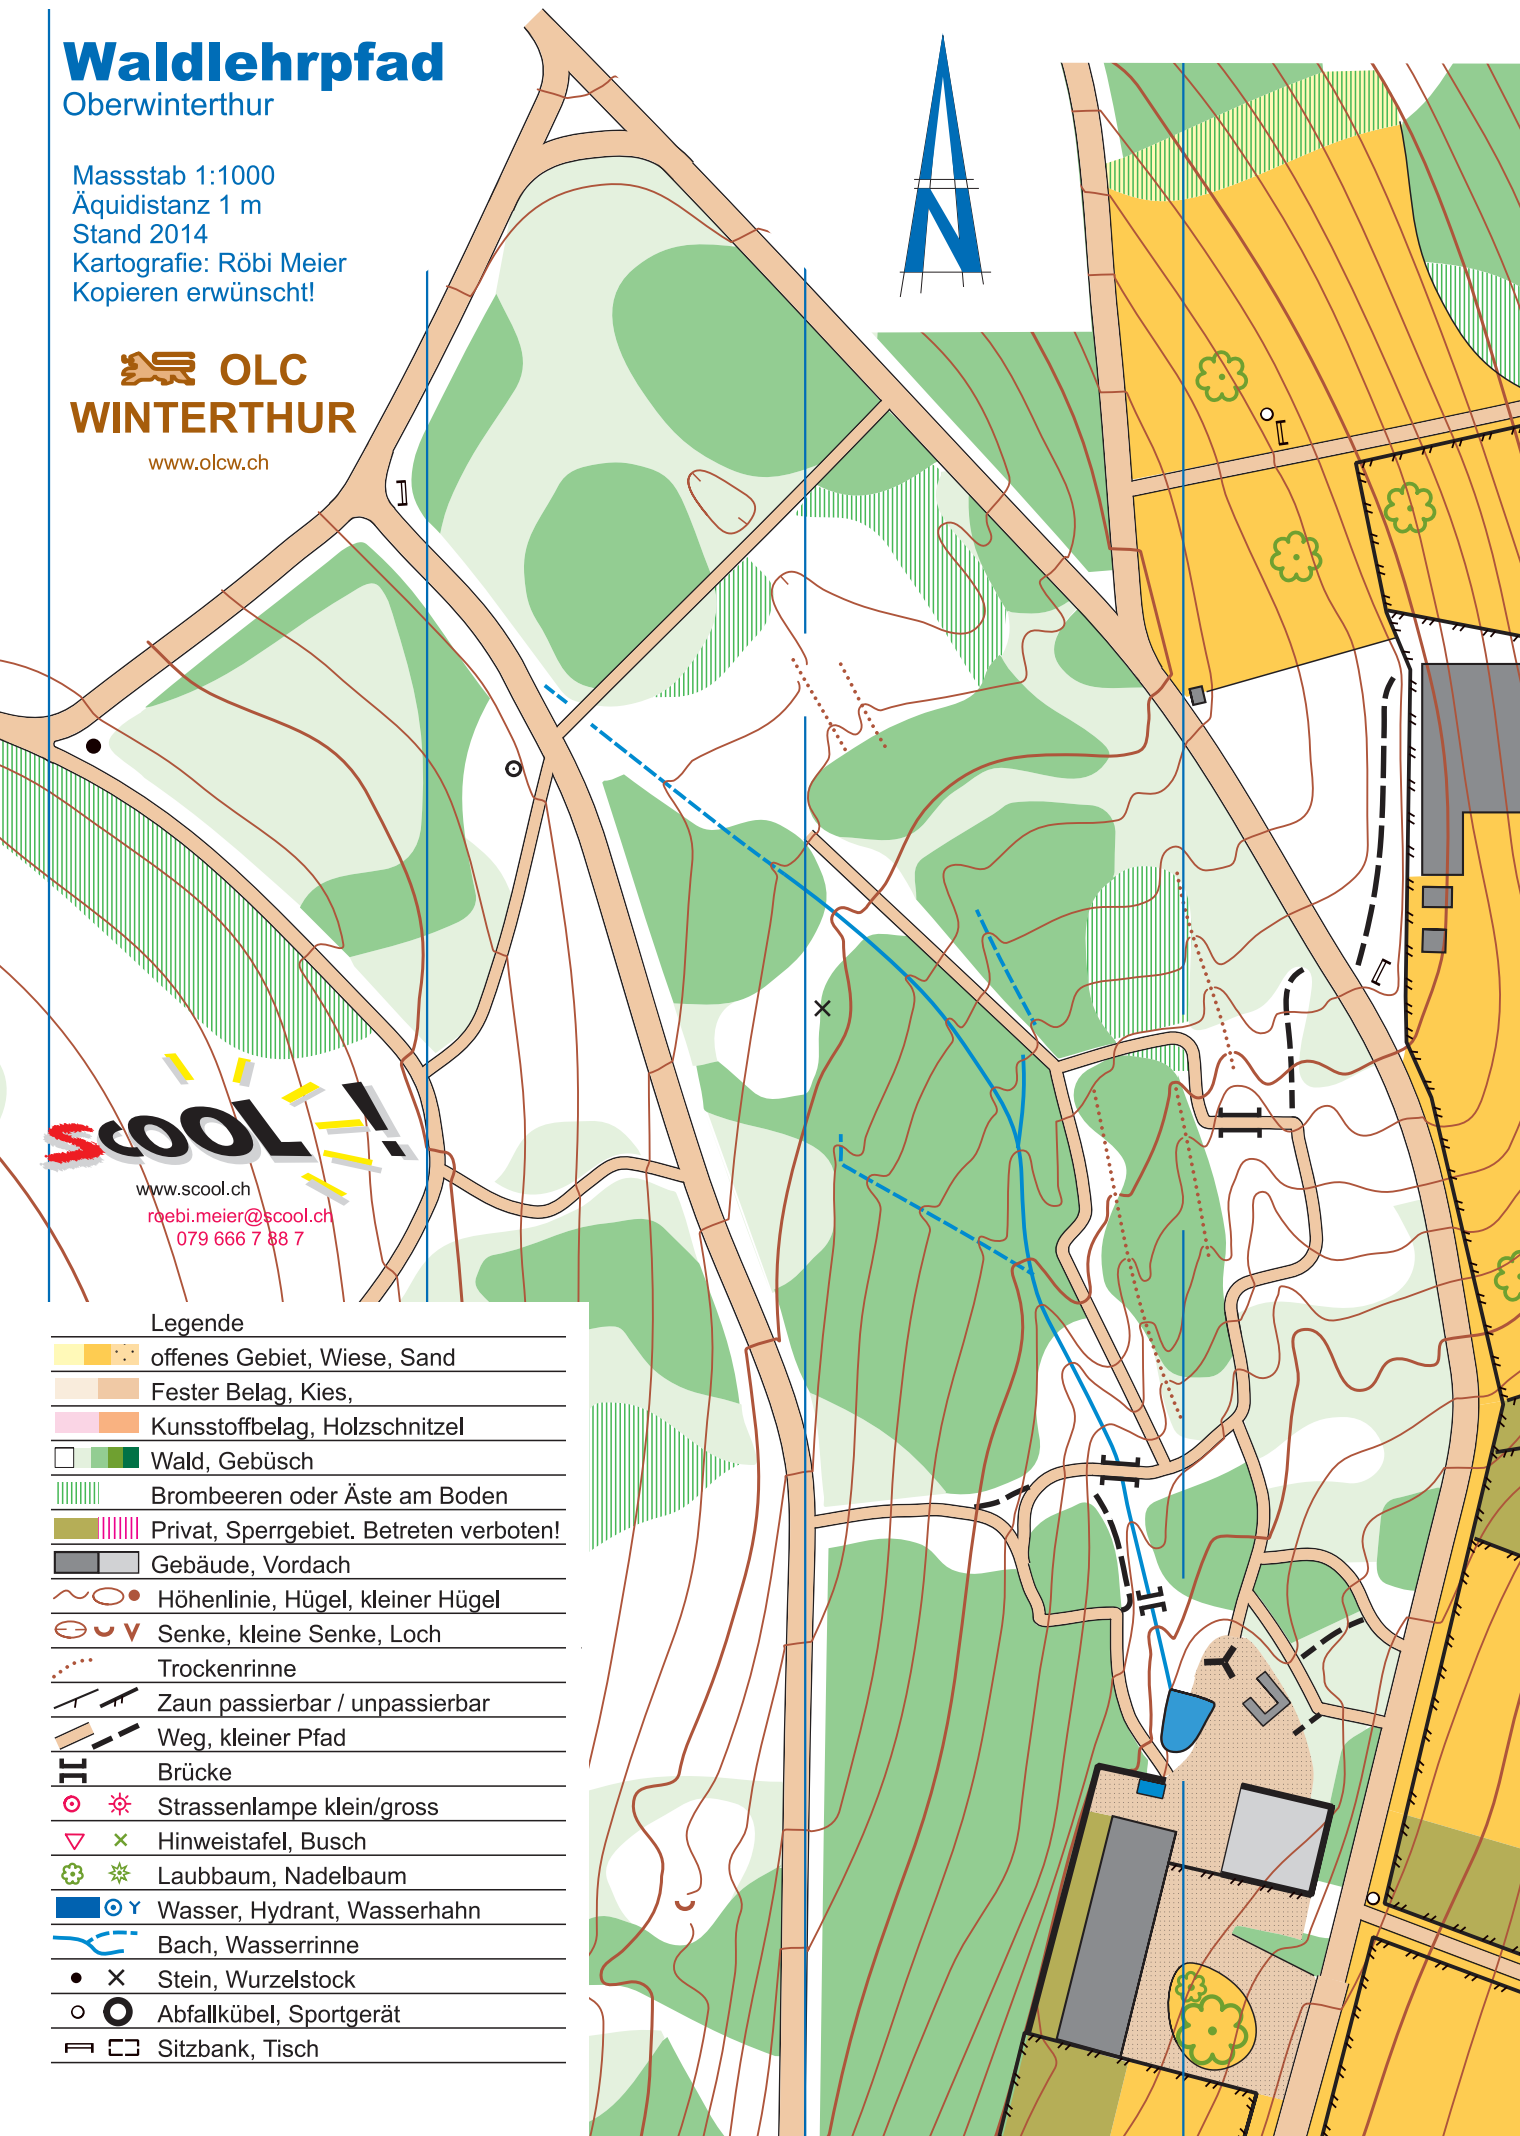 Waldlehrpfad
Oberwinterthur
Massstab 1:1000
Äquidistanz 1 m
Stand 2014
Kartografie: Röbi Meier
Kopieren erwünscht!
OLC
WINTERTHUR
www.olcw.ch
N
scool!
www.scool.ch
roebi.meier@scool.ch
079 666 7 88 7
Legende
offenes Gebiet, Wiese, Sand
Fester Belag, Kies,
Kunsstoffbelag, Holzschnitzel
Wald, Gebüsch
Brombeeren oder Äste am Boden
Privat, Sperrgebiet. Betreten verboten!
Gebäude, Vordach
Höhenlinie, Hügel, kleiner Hügel
Senke, kleine Senke, Loch
Trockenrinne
Zaun passierbar / unpassierbar
Weg, kleiner Pfad
Brücke
Strassenlampe klein/gross
Hinweistafel, Busch
Laubbaum, Nadelbaum
Wasser, Hydrant, Wasserhahn
Bach, Wasserrinne
Stein, Wurzelstock
Abfallkübel, Sportgerät
Sitzbank, Tisch